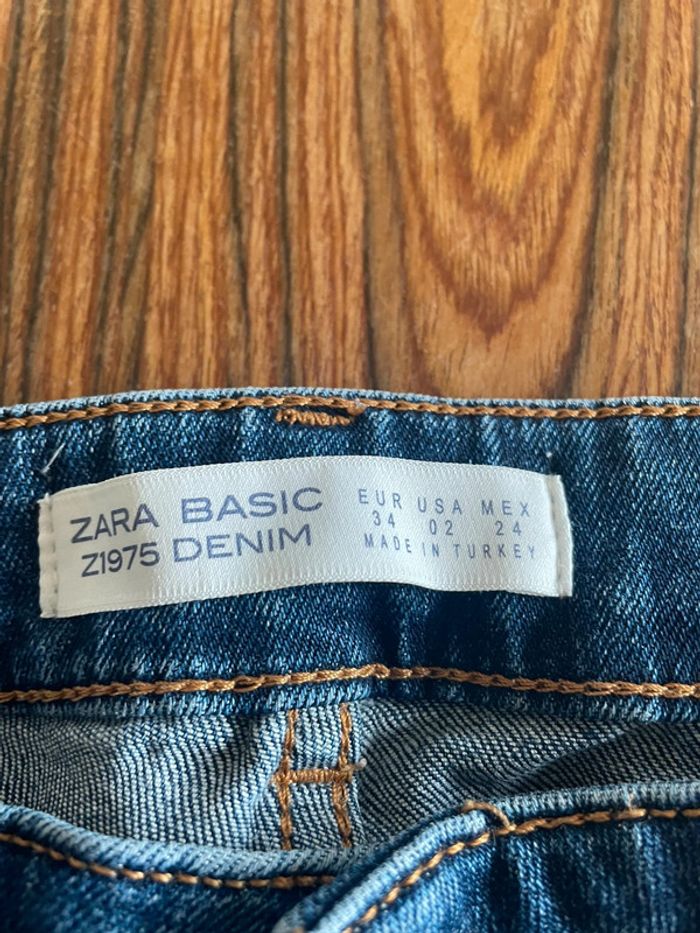 ZARA BASIC
Z1975 DENIM
EUR USA MEX
34 02 24
MADE IN TURKEY